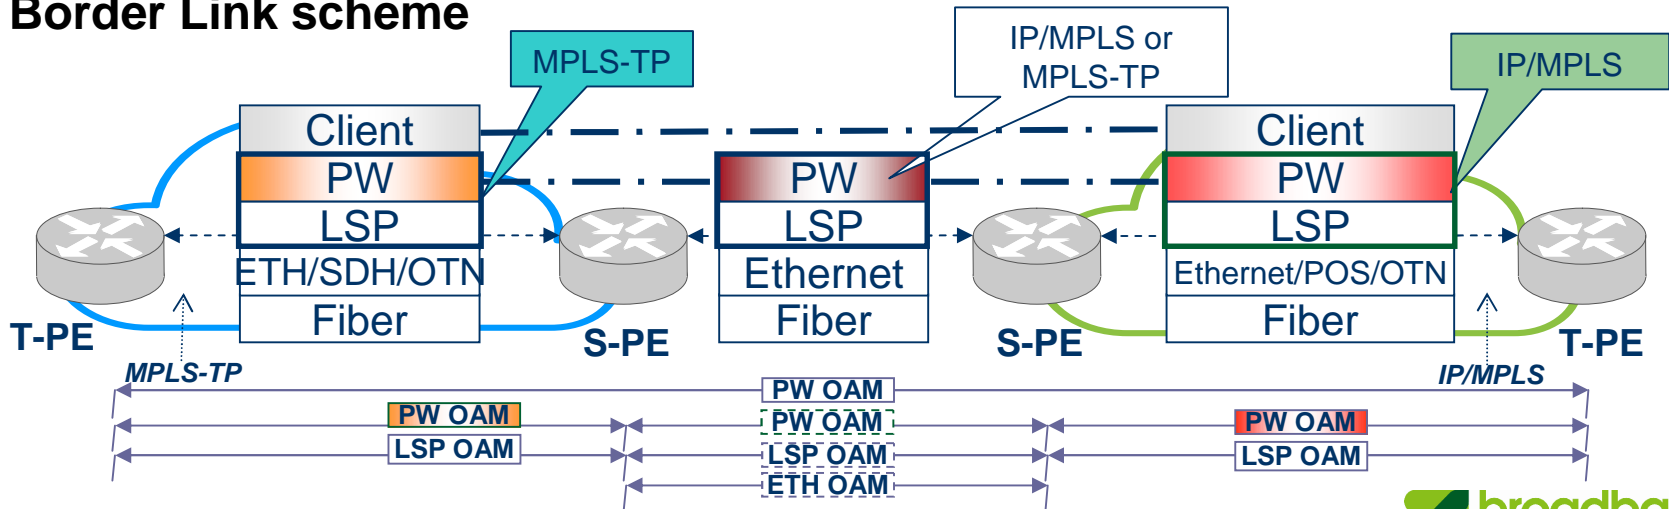 Border Link scheme
MPLS-TP
IP/MPLS or
MPLS-TP
IP/MPLS
Client
PW
LSP
ETH/SDH/OTN
Fiber
PW
LSP
Ethernet
Fiber
Client
PW
LSP
Ethernet/POS/OTN
Fiber
T-PE
S-PE
S-PE
T-PE
MPLS-TP
IP/MPLS
PW OAM
PW OAM
PW OAM
PW OAM
LSP OAM
LSP OAM
LSP OAM
ETH OAM